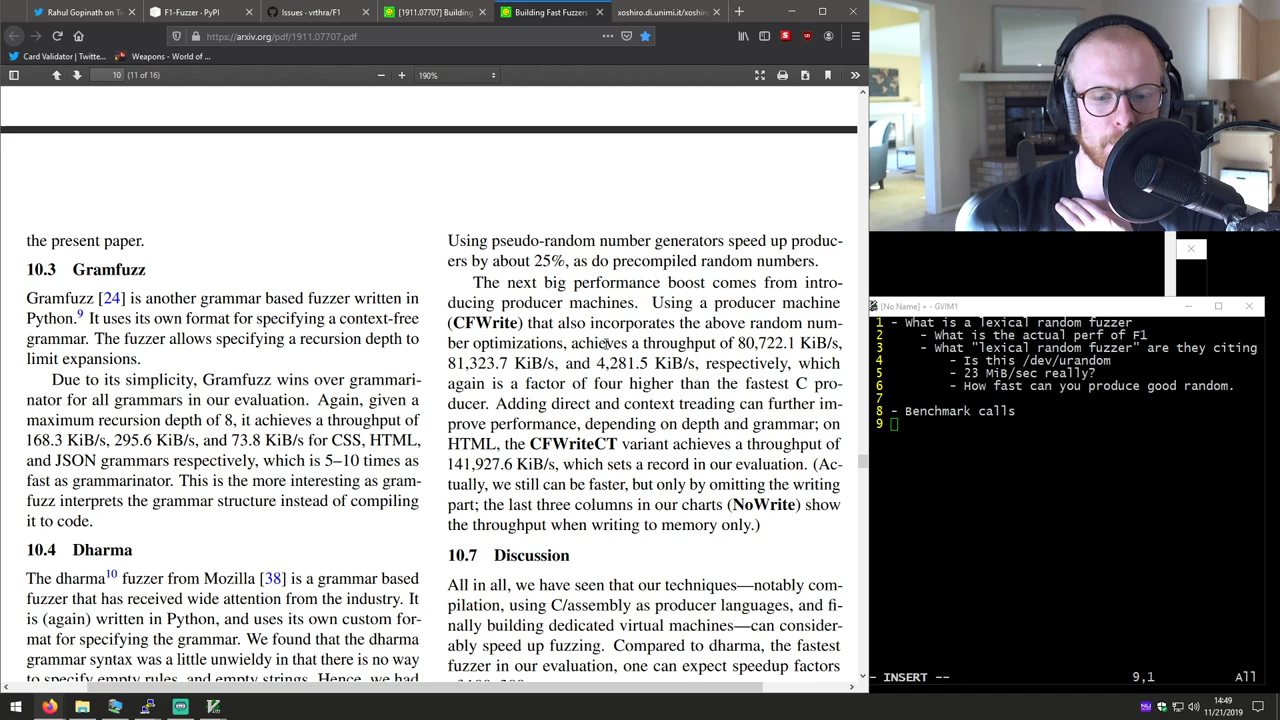 Rahul Gopinath on Tw
F1-Fuzzer · PyPI
Issues · vrthra/F1
[1911.07707] Building
Building Fast Fuzzers
xoshiro.di.unimi.it/xoshiro
https://arxiv.org/pdf/1911.07707.pdf
Card Validator | Twitte...
Weapons - World of ...
10
(11 of 16)
190%
the present paper.
10.3 Gramfuzz
Gramfuzz [24] is another grammar based fuzzer written in
Python.9 It uses its own format for specifying a context-free
grammar. The fuzzer allows specifying a recursion depth to
limit expansions.
Due to its simplicity, Gramfuzz wins over grammari-
nator for all grammars in our evaluation. Again, given a
maximum recursion depth of 8, it achieves a throughput of
168.3 KiB/s, 295.6 KiB/s, and 73.8 KiB/s for CSS, HTML,
and JSON grammars respectively, which is 5–10 times as
fast as grammarinator. This is the more interesting as gram-
fuzz interprets the grammar structure instead of compiling
it to code.
10.4 Dharma
The dharma10 fuzzer from Mozilla [38] is a grammar based
fuzzer that has received wide attention from the industry. It
is (again) written in Python, and uses its own custom for-
mat for specifying the grammar. We found that the dharma
grammar syntax was a little unwieldy in that there is no way
to specify empty rules, and empty strings. Hence, we had
Using pseudo-random number generators speed up produc-
ers by about 25%, as do precompiled random numbers.
The next big performance boost comes from intro-
ducing producer machines. Using a producer machine
(CFWrite) that also incorporates the above random num-
ber optimizations, achieves a throughput of 80,722.1 KiB/s,
81,323.7 KiB/s, and 4,281.5 KiB/s, respectively, which
again is a factor of four higher than the fastest C pro-
ducer. Adding direct and context treading can further im-
prove performance, depending on depth and grammar; on
HTML, the CFWriteCT variant achieves a throughput of
141,927.6 KiB/s, which sets a record in our evaluation. (Ac-
tually, we still can be faster, but only by omitting the writing
part; the last three columns in our charts (NoWrite) show
the throughput when writing to memory only.)
10.7 Discussion
All in all, we have seen that our techniques—notably com-
pilation, using C/assembly as producer languages, and fi-
nally building dedicated virtual machines—can consider-
ably speed up fuzzing. Compared to dharma, the fastest
fuzzer in our evaluation, one can expect speedup factors
[No Name] + - GVIM1
1 - What is a lexical random fuzzer
2 - What is the actual perf of F1
3 - What "lexical random fuzzer" are they citing
4 - Is this /dev/urandom
5 - 23 MiB/sec really?
6 - How fast can you produce good random.
7
8 - Benchmark calls
9
-- INSERT --
9,1
All
14:49
11/21/2019